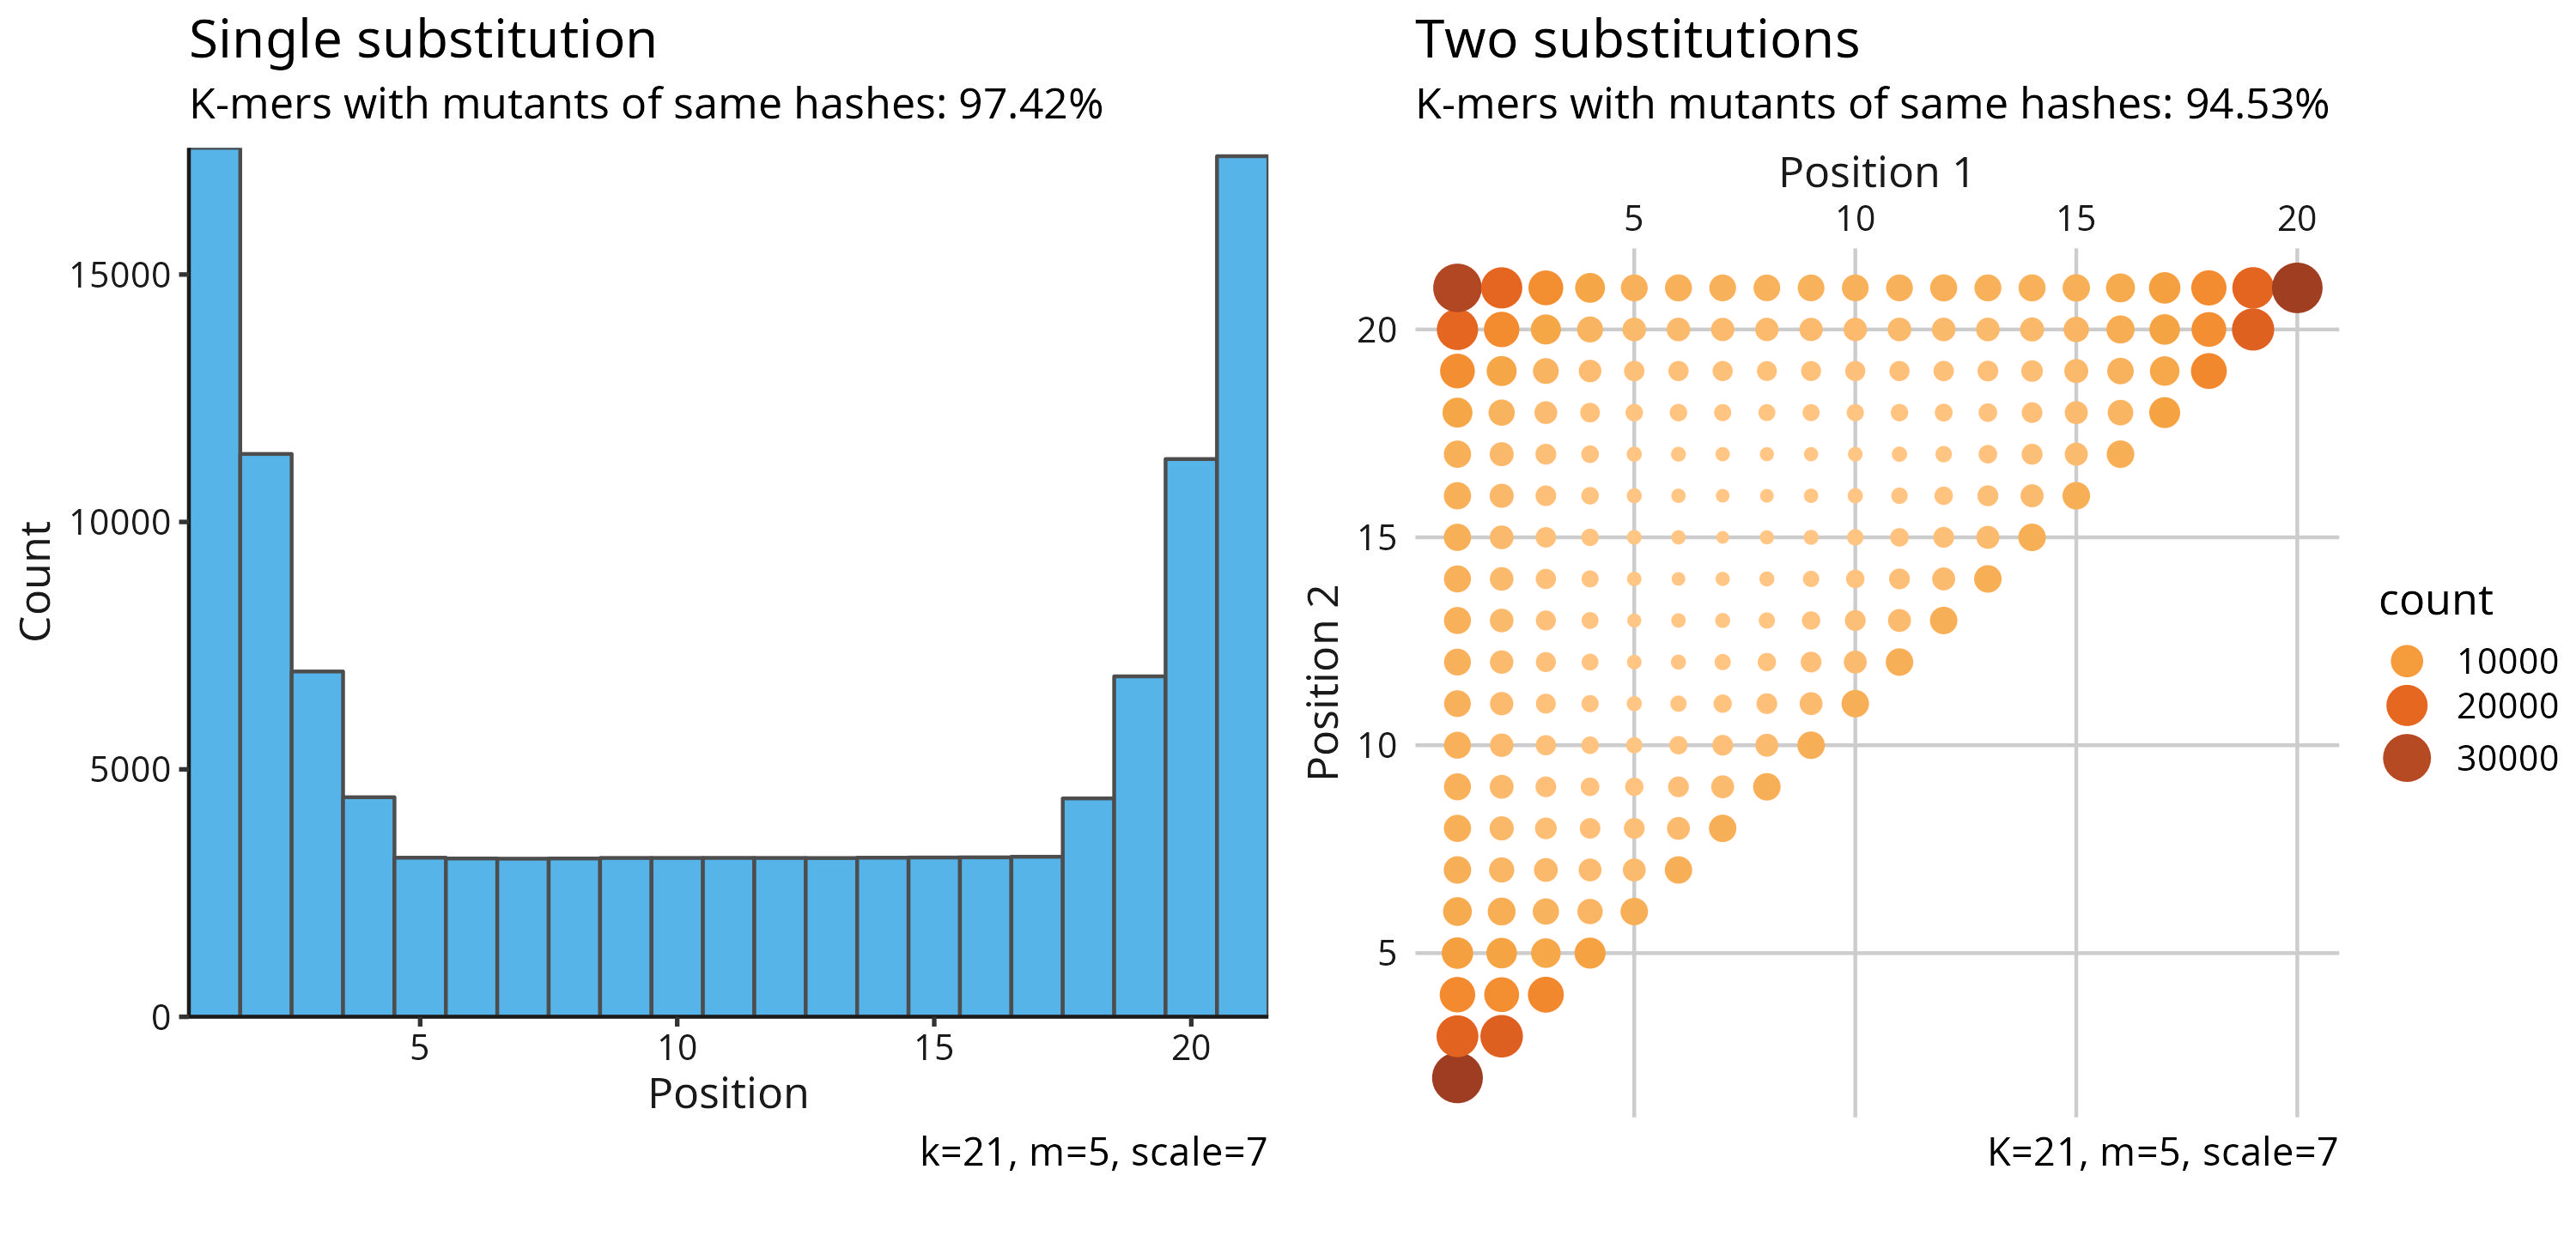 Single substitution
K-mers with mutants of same hashes: 97.42%
15000
10000
5000
0
Count
5 10 15 20
Position
k=21, m=5, scale=7
Two substitutions
K-mers with mutants of same hashes: 94.53%
Position 1
5 10 15 20
20
15
10
5
Position 2
count
10000
20000
30000
K=21, m=5, scale=7